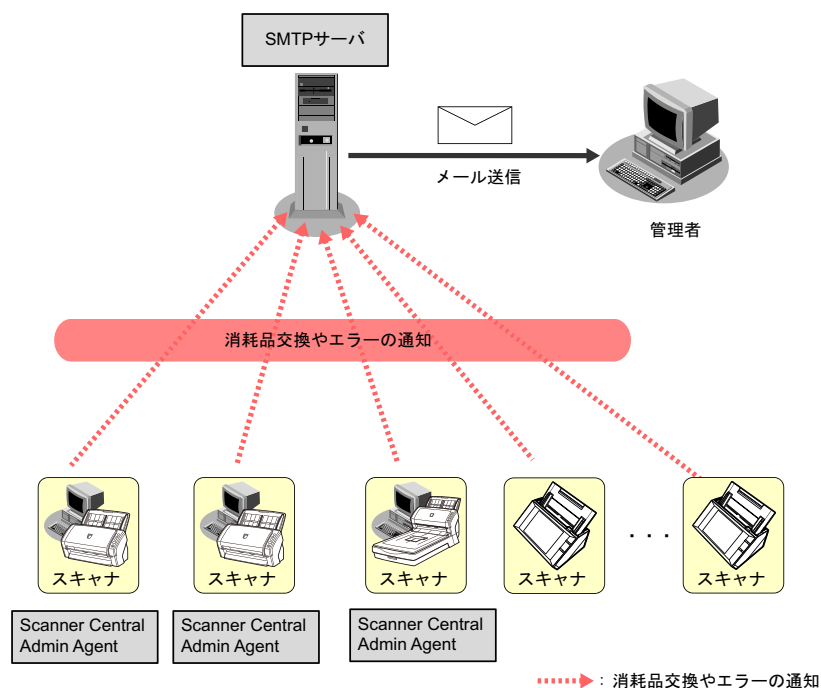 SMTPサーバ
メール送信
管理者
消耗品交換やエラーの通知
スキャナ
スキャナ
スキャナ
スキャナ
・・・
スキャナ
Scanner Central
Admin Agent
Scanner Central
Admin Agent
Scanner Central
Admin Agent
：消耗品交換やエラーの通知